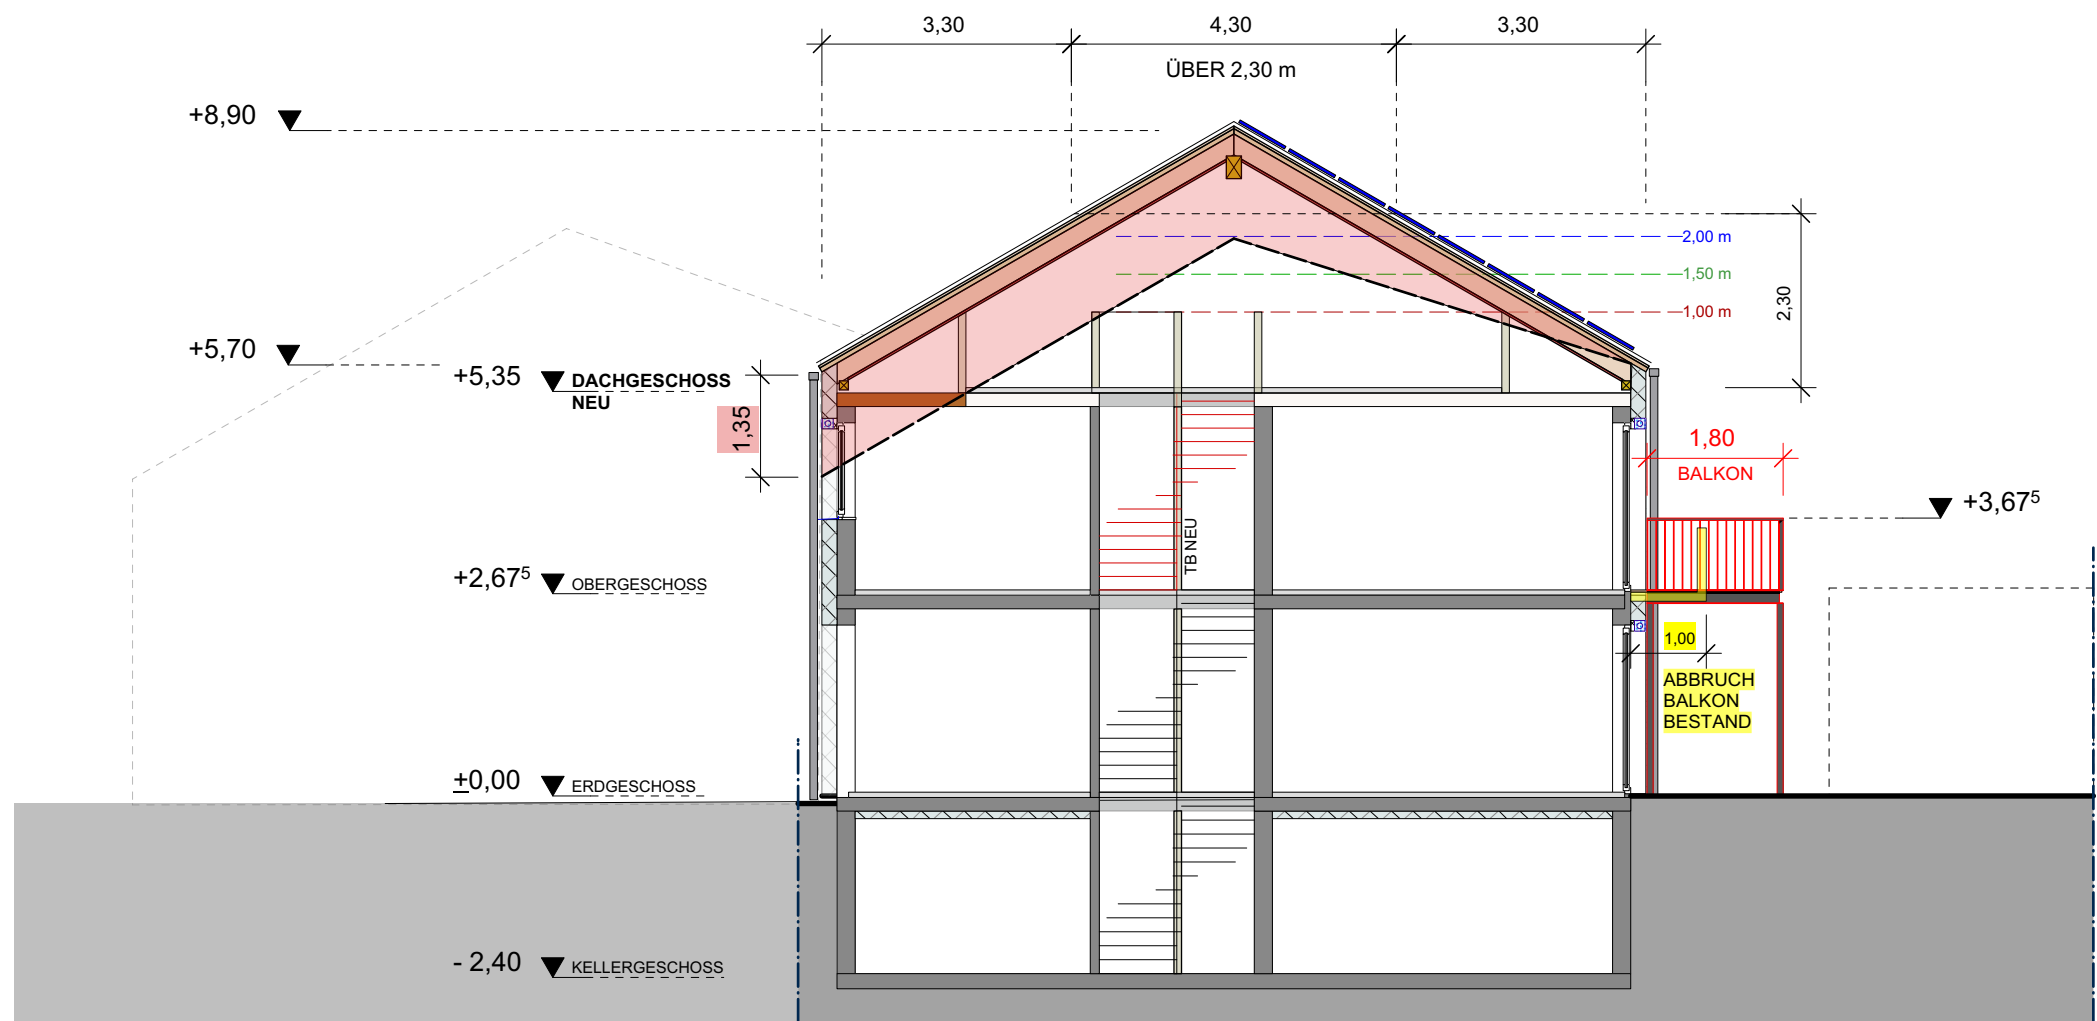 3,30
4,30
3,30
ÜBER 2,30 m
+8,90
2,00 m
1,50 m
2,30
1,00 m
+5,70
+5,35
DACHGESCHOSS
NEU
1,35
1,80
BALKON
+3,67⁵
TB NEU
+2,67⁵
OBERGESCHOSS
1,00
ABBRUCH
BALKON
BESTAND
±0,00
ERDGESCHOSS
- 2,40
KELLERGESCHOSS